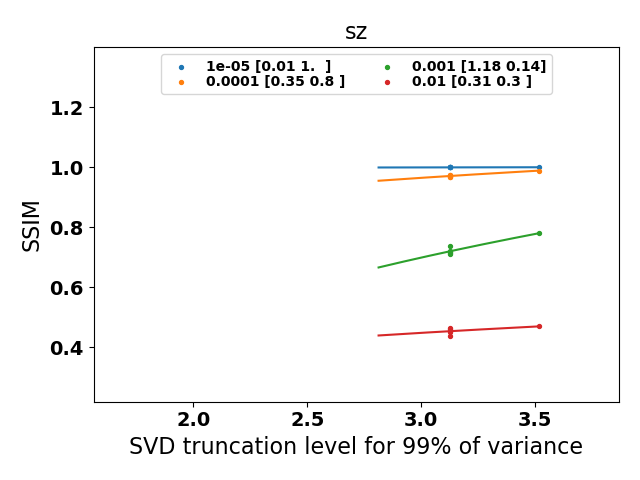 sz
1e-05 [0.01 1.  ]
0.0001 [0.35 0.8 ]
0.001 [1.18 0.14]
0.01 [0.31 0.3 ]
SSIM
1.2
1.0
0.8
0.6
0.4
2.0 2.5 3.0 3.5
SVD truncation level for 99% of variance